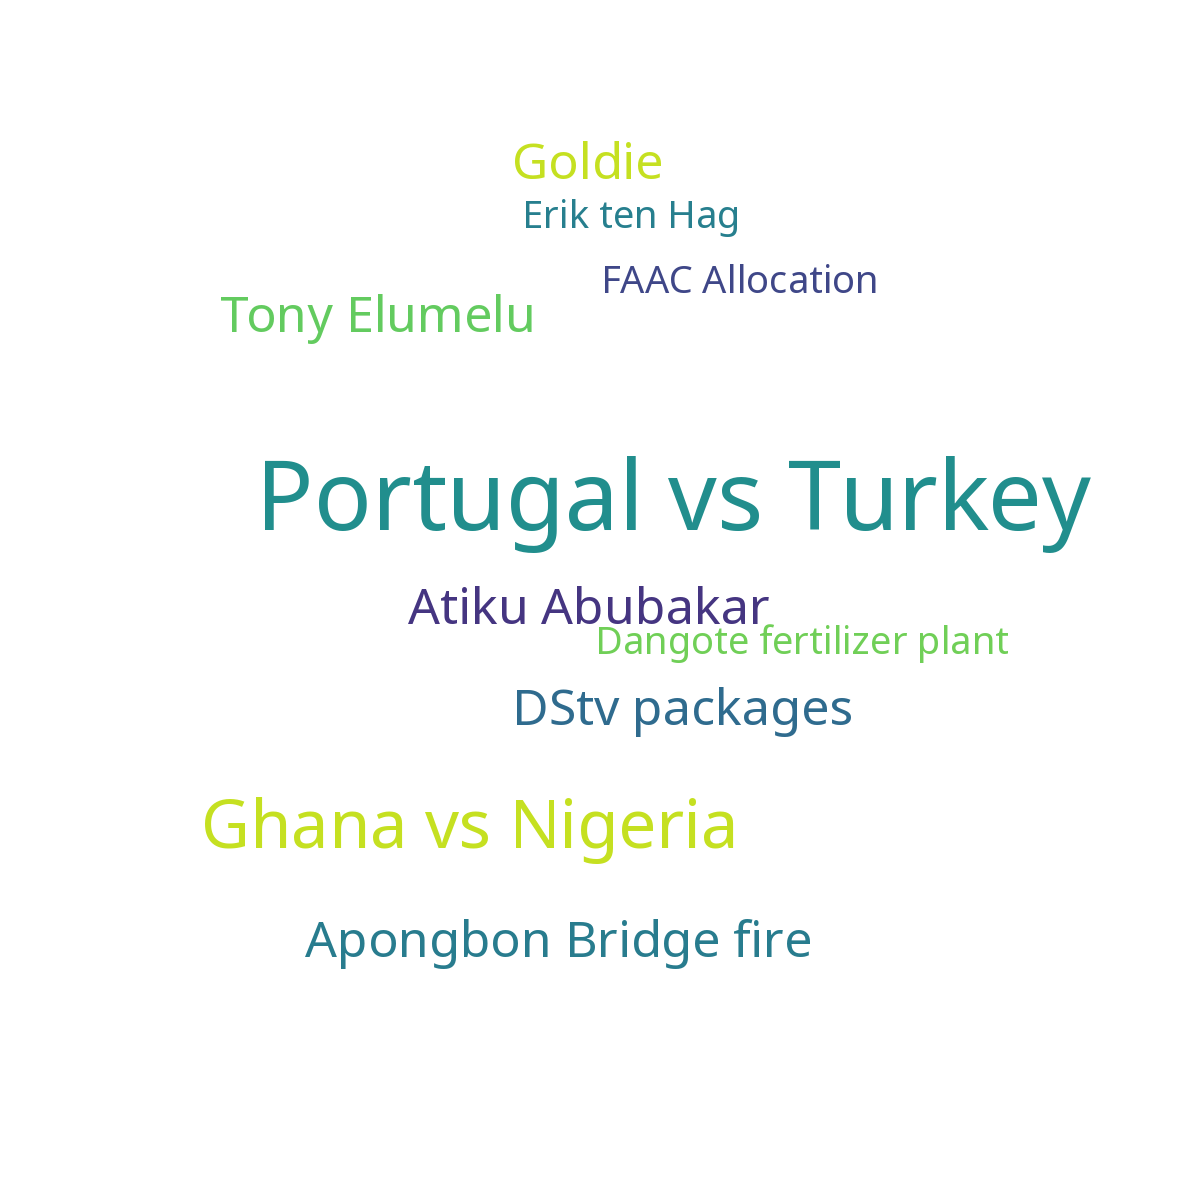 Goldie
Erik ten Hag
FAAC Allocation
Tony Elumelu
Portugal vs Turkey
Atiku Abubakar
Dangote fertilizer plant
DStv packages
Ghana vs Nigeria
Apongbon Bridge fire